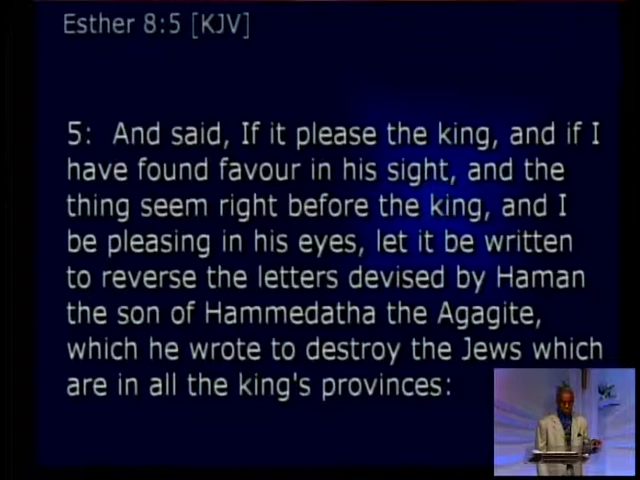 Esther 8:5 [KJV]
5: And said, If it please the king, and if I
have found favour in his sight, and the
thing seem right before the king, and I
be pleasing in his eyes, let it be written
to reverse the letters devised by Haman
the son of Hammedatha the Agagite,
which he wrote to destroy the Jews which
are in all the king's provinces: